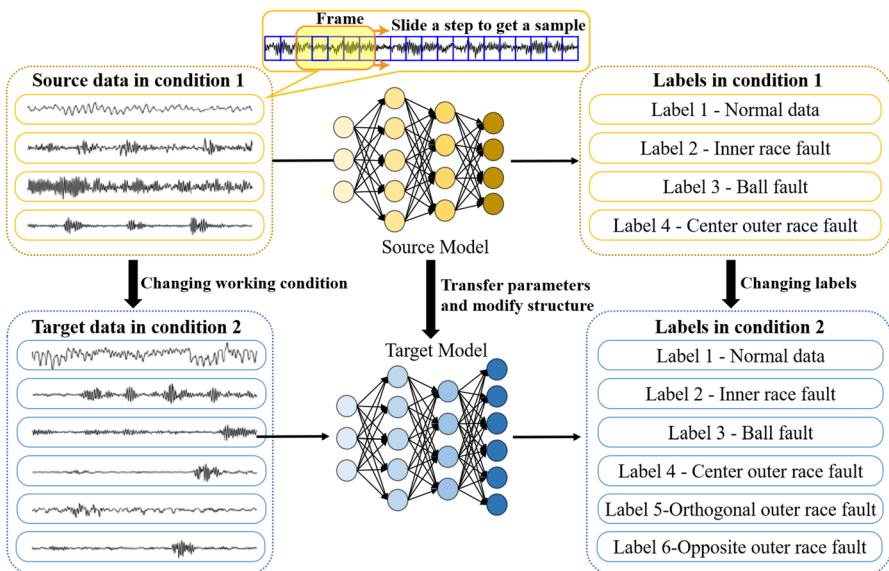 Frame
Slide a step to get a sample
Source data in condition 1
Labels in condition 1
Label 1 - Normal data
Label 2 - Inner race fault
Label 3 - Ball fault
Label 4 - Center outer race fault
Source Model
Changing working condition
Transfer parameters
and modify structure
Changing labels
Target data in condition 2
Target Model
Labels in condition 2
Label 1 - Normal data
Label 2 - Inner race fault
Label 3 - Ball fault
Label 4 - Center outer race fault
Label 5-Orthogonal outer race fault
Label 6-Opposite outer race fault